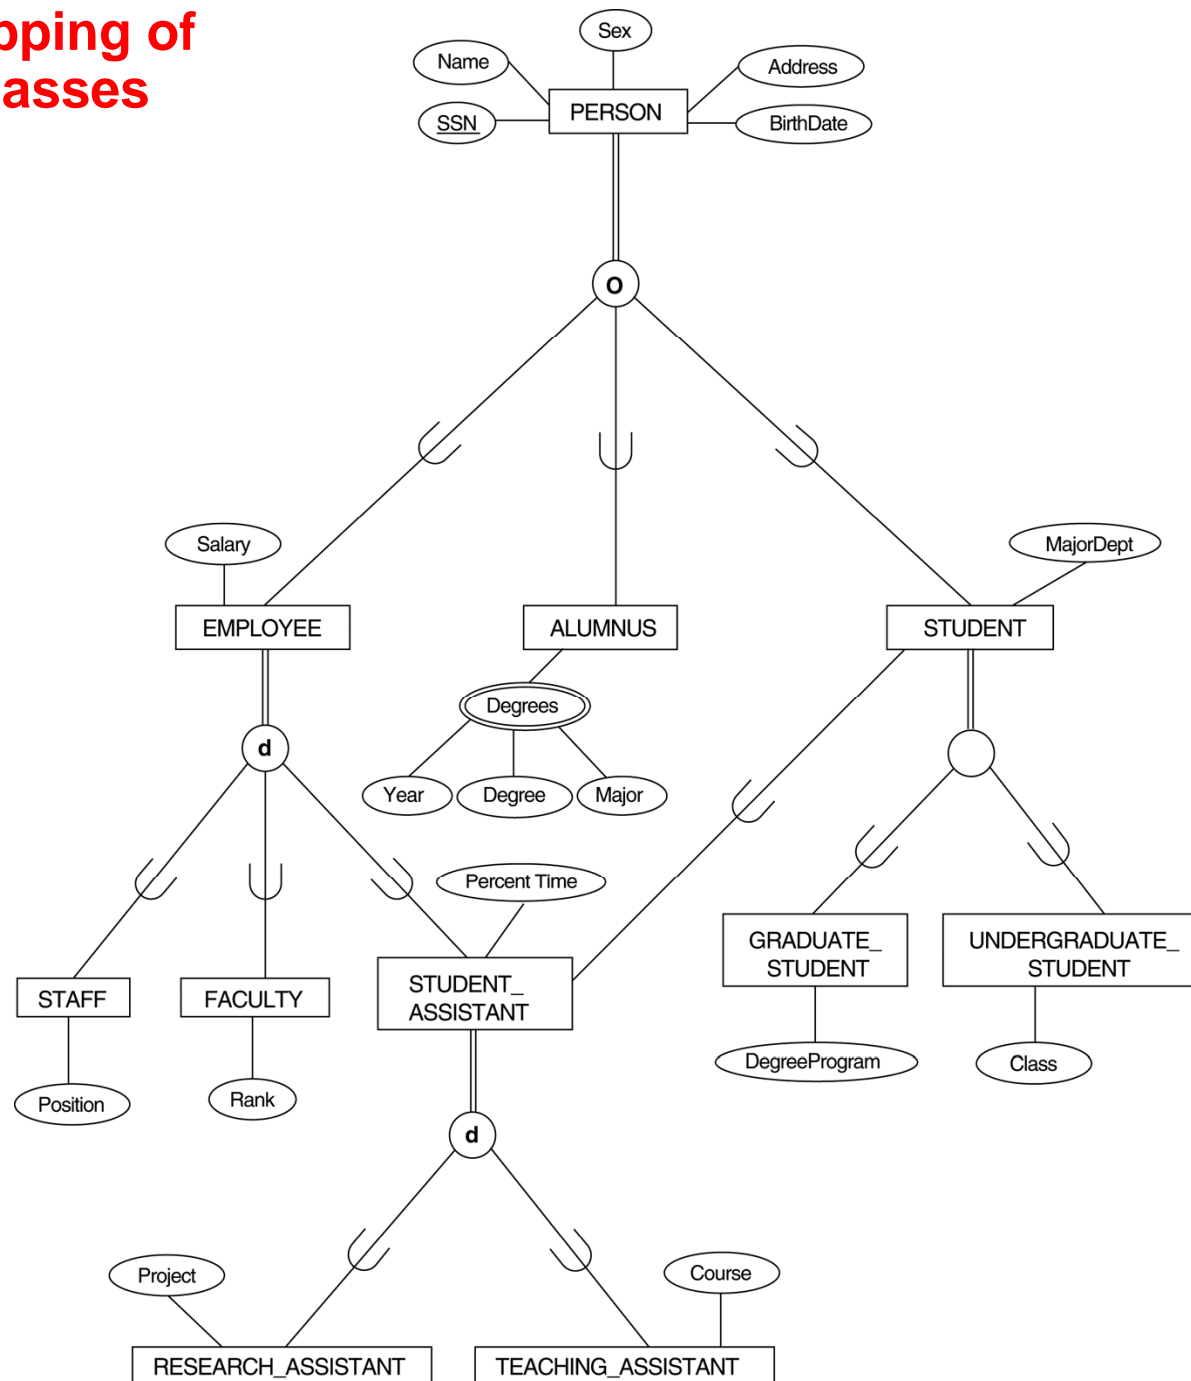 pping of
asses
Sex
Name
Address
SSN
PERSON
BirthDate
O
Salary
MajorDept
EMPLOYEE
ALUMNUS
STUDENT
Degrees
d
Year
Degree
Major
Percent Time
GRADUATE_
STUDENT
UNDERGRADUATE_
STUDENT
STAFF
FACULTY
STUDENT_
ASSISTANT
DegreeProgram
Class
Position
Rank
d
Project
Course
RESEARCH_ASSISTANT
TEACHING_ASSISTANT